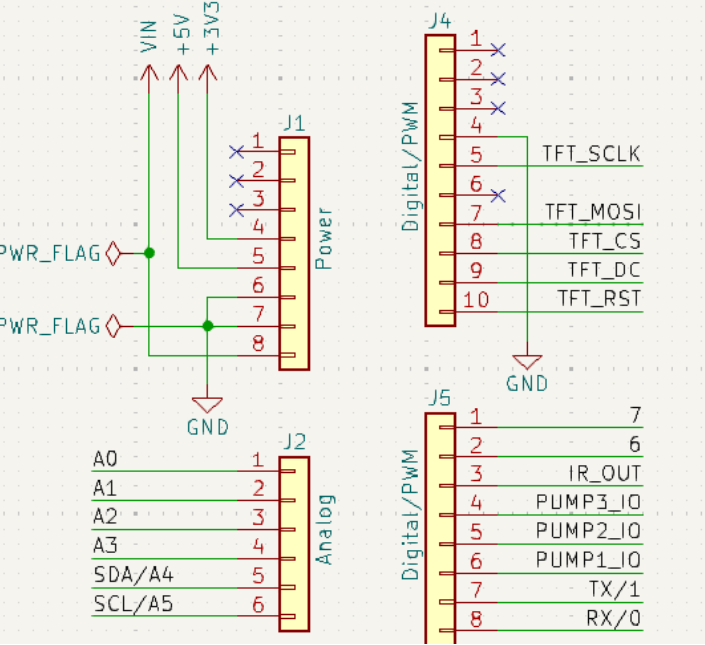 VIN
+5V
+3V3
J1
1
2
3
4
5
6
7
8
Power
PWR_FLAG
PWR_FLAG
GND
J2
A0 1
A1 2
A2 3
A3 4
SDA/A4 5
SCL/A5 6
Analog
J4
Digital/PWM
1
2
3
4
5 TFT_SCLK
6
7 TFT_MOSI
8 TFT_CS
9 TFT_DC
10 TFT_RST
GND
J5
Digital/PWM
1 7
2 6
3 IR_OUT
4 PUMP3_IO
5 PUMP2_IO
6 PUMP1_IO
7 TX/1
8 RX/0